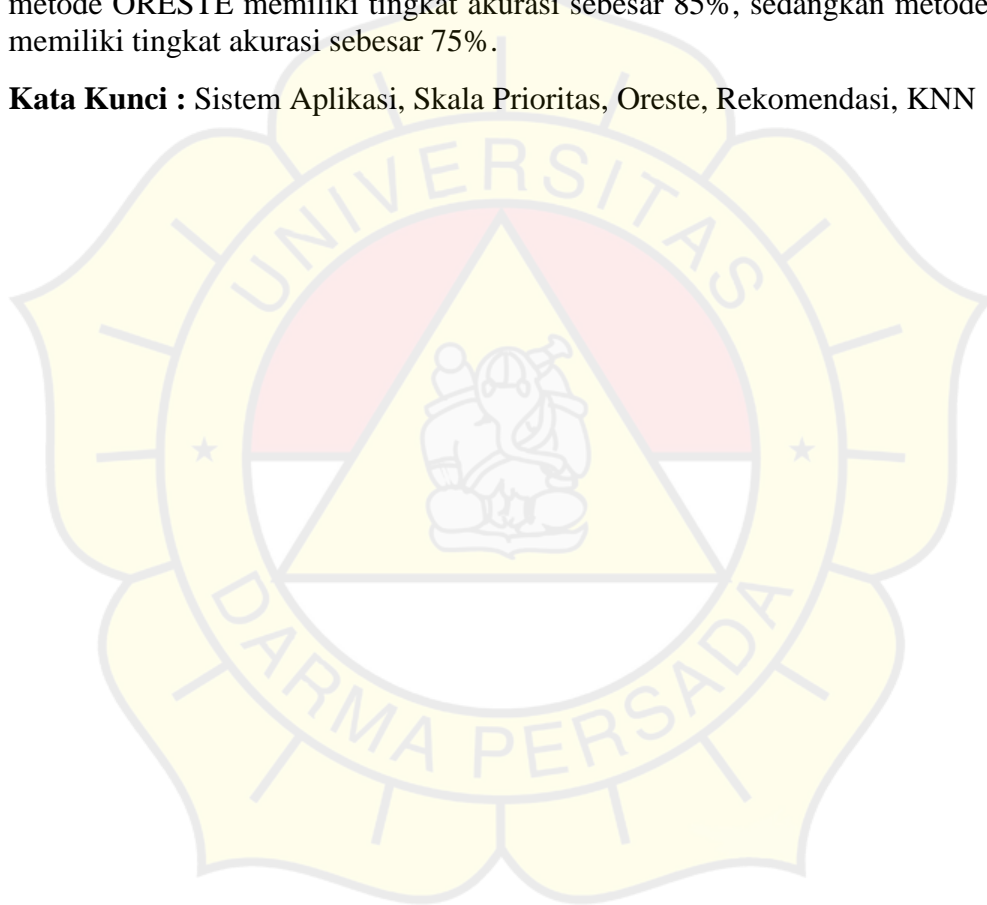 metode ORESTE memiliki tingkat akurasi sebesar 85%, sedangkan metode
memiliki tingkat akurasi sebesar 75%.
Kata Kunci : Sistem Aplikasi, Skala Prioritas, Oreste, Rekomendasi, KNN
UNIVERSITAS
DARMA PERSADA